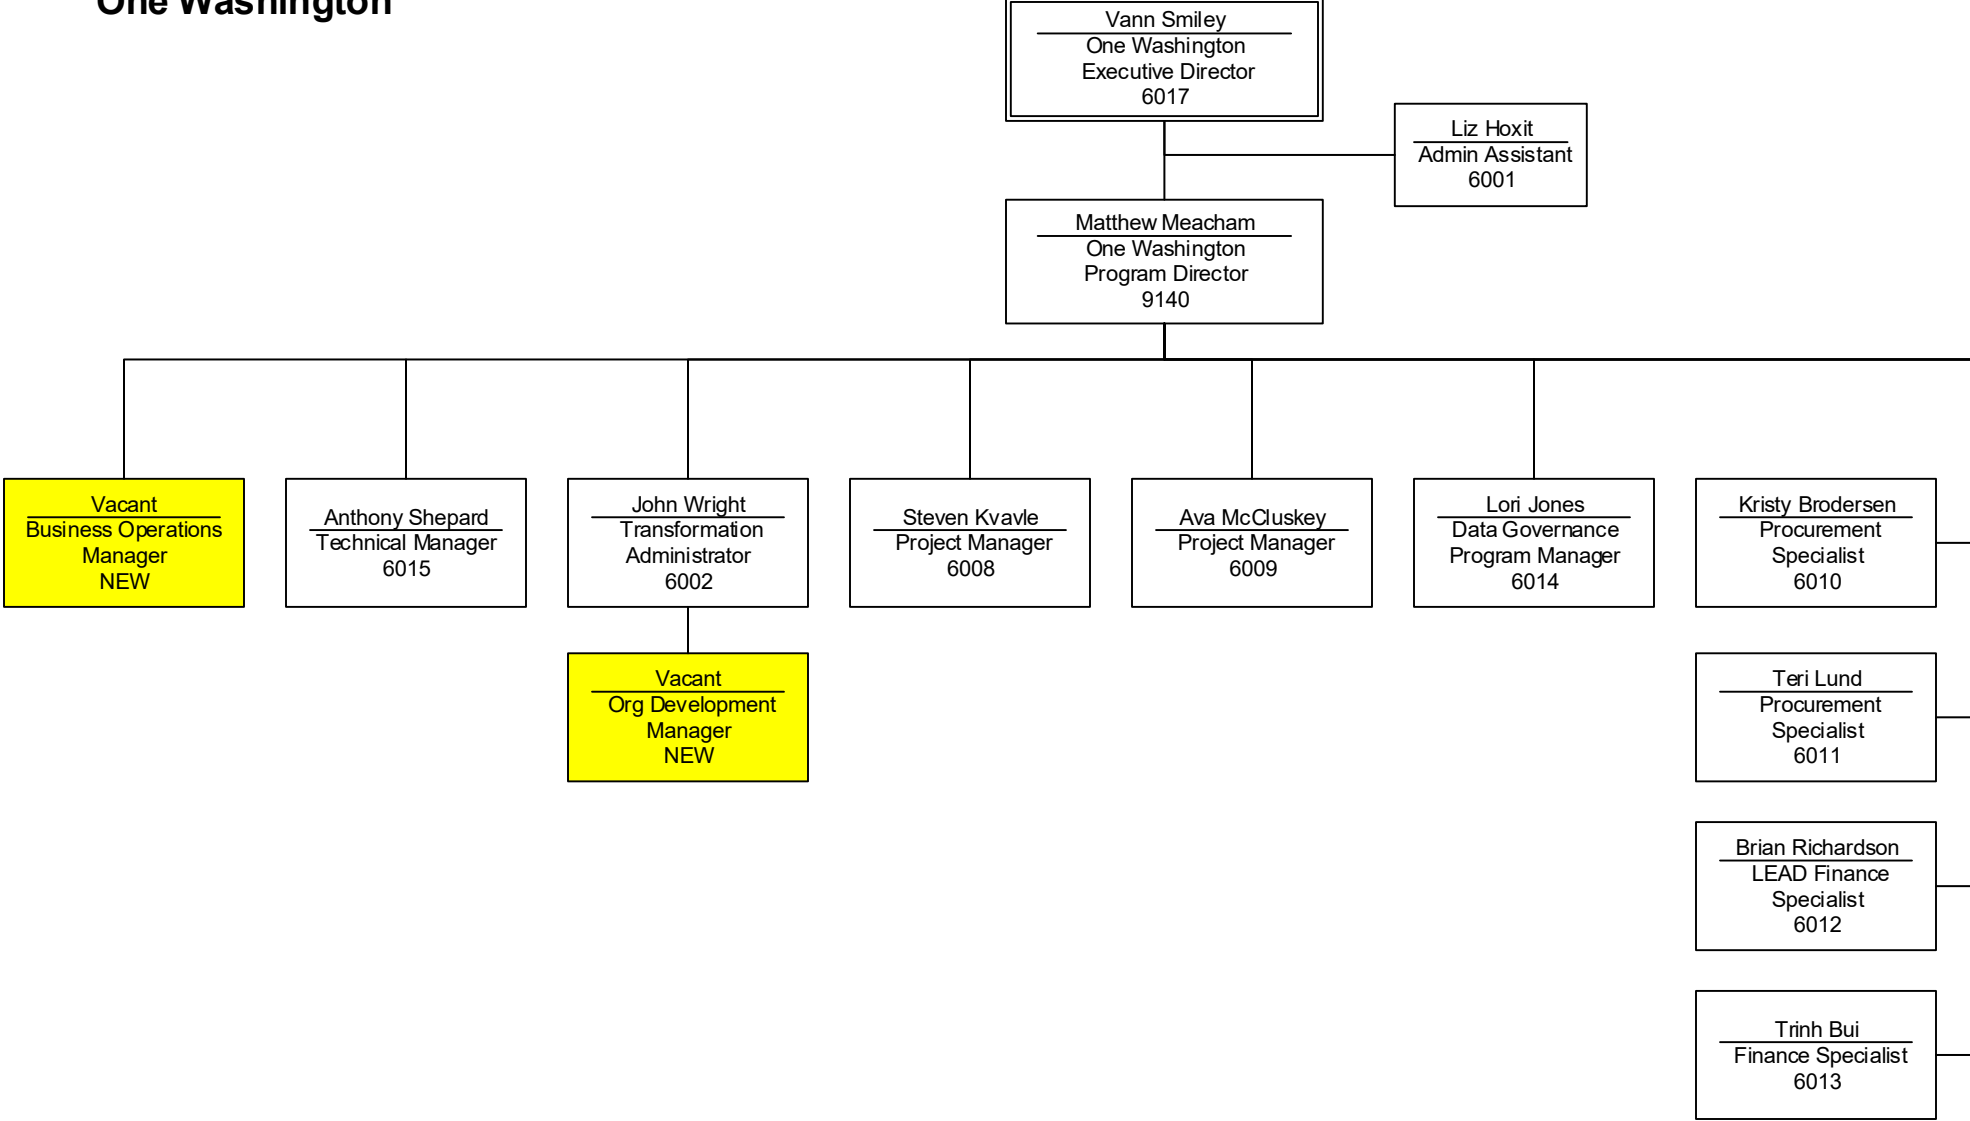 One Washington
Vann Smiley
One Washington
Executive Director
6017
Liz Hoxit
Admin Assistant
6001
Matthew Meacham
One Washington
Program Director
9140
Vacant
Business Operations
Manager
NEW
Anthony Shepard
Technical Manager
6015
John Wright
Transformation
Administrator
6002
Steven Kvavle
Project Manager
6008
Ava McCluskey
Project Manager
6009
Lori Jones
Data Governance
Program Manager
6014
Kristy Brodersen
Procurement
Specialist
6010
Vacant
Org Development
Manager
NEW
Teri Lund
Procurement
Specialist
6011
Brian Richardson
LEAD Finance
Specialist
6012
Trinh Bui
Finance Specialist
6013